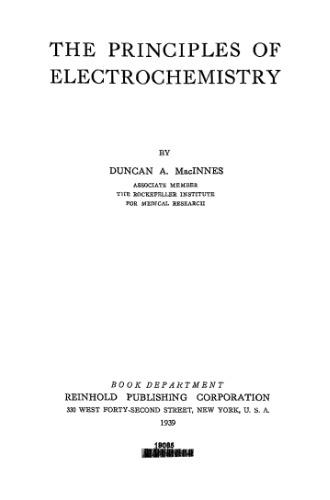 THE PRINCIPLES OF
ELECTROCHEMISTRY
BY
DUNCAN A. MacINNES
ASSOCIATE MEMBER
THE ROCKEFELLER INSTITUTE
FOR MEDICAL RESEARCH
BOOK DEPARTMENT
REINHOLD PUBLISHING CORPORATION
330 WEST FORTY-SECOND STREET, NEW YORK, U. S. A.
1939
19085